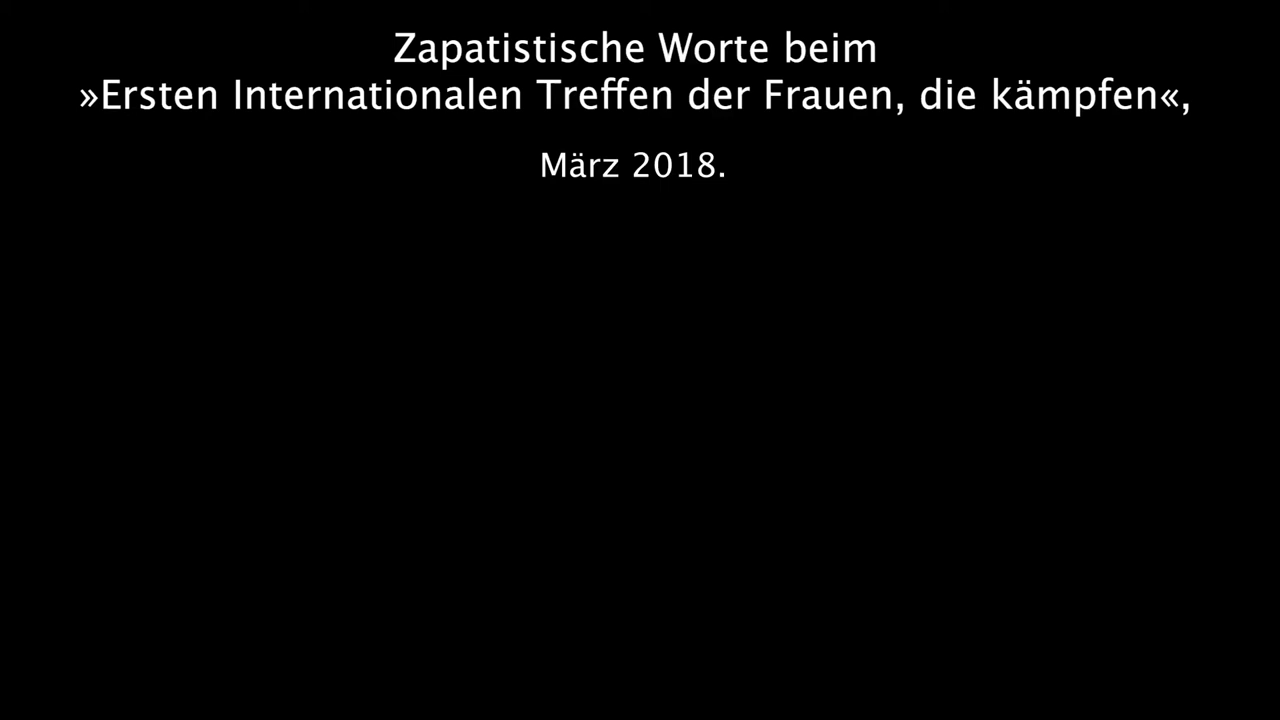 Zapatistische Worte beim
»Ersten Internationalen Treffen der Frauen, die kämpfen«,
März 2018.